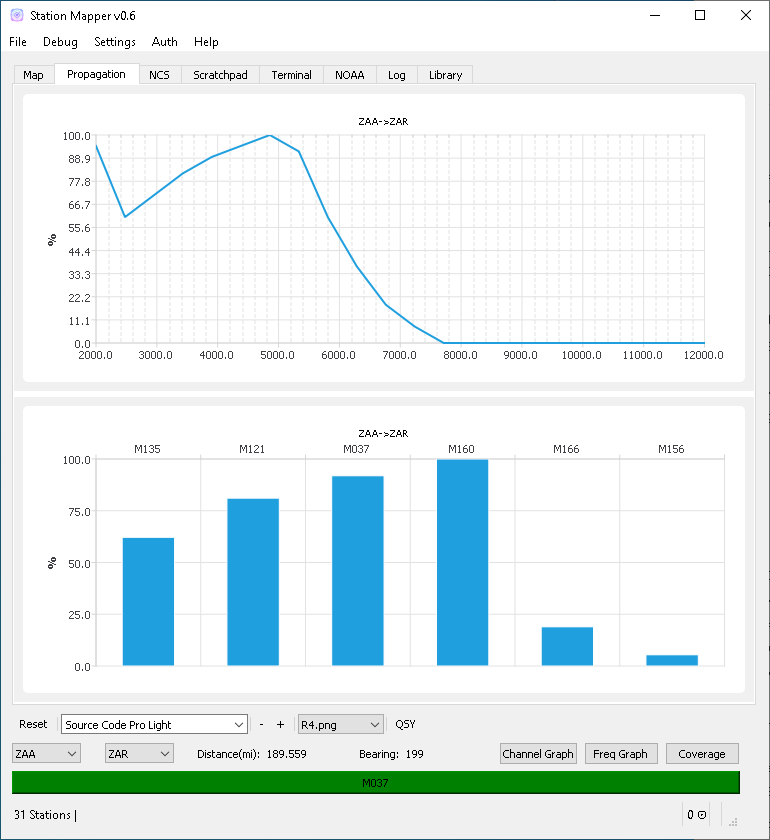 Station Mapper v0.6
File Debug Settings Auth Help
Map Propagation NCS Scratchpad Terminal NOAA Log Library
ZAA->ZAR
100.0
88.9
77.8
66.7
55.6
44.4
33.3
22.2
11.1
0.0
%
2000.0 3000.0 4000.0 5000.0 6000.0 7000.0 8000.0 9000.0 10000.0 11000.0 12000.0
ZAA->ZAR
M135 M121 M037 M160 M166 M156
100.0
75.0
50.0
25.0
0.0
%
Reset Source Code Pro Light - + R4.png QSY
ZAA ZAR Distance(mi): 189.559 Bearing: 199 Channel Graph Freq Graph Coverage
M037
31 Stations | 0